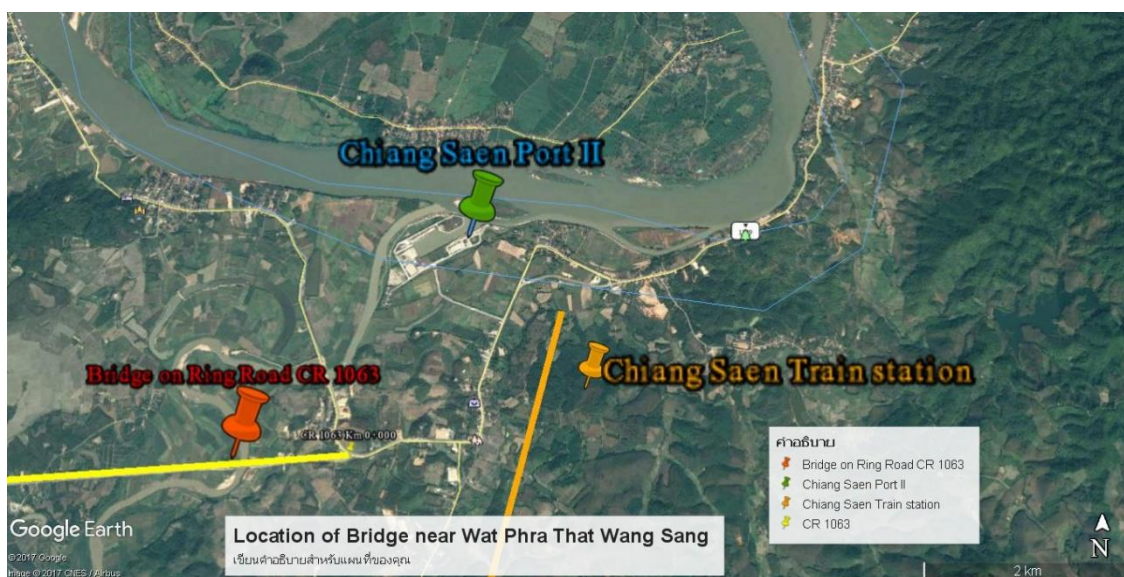 Chiang Saen Port II
Bridge on Ring Road CR 1063
Chiang Saen Train station
CR 1063 Km 0+000
คำอธิบาย
Bridge on Ring Road CR 1063
Chiang Saen Port II
Chiang Saen Train station
CR 1063
Location of Bridge near Wat Phra That Wang Sang
เขียนคำอธิบายสำหรับแผนที่ของคุณ
Google Earth
© 2017 Google
Image © 2017 CNES / Airbus
N
2 km